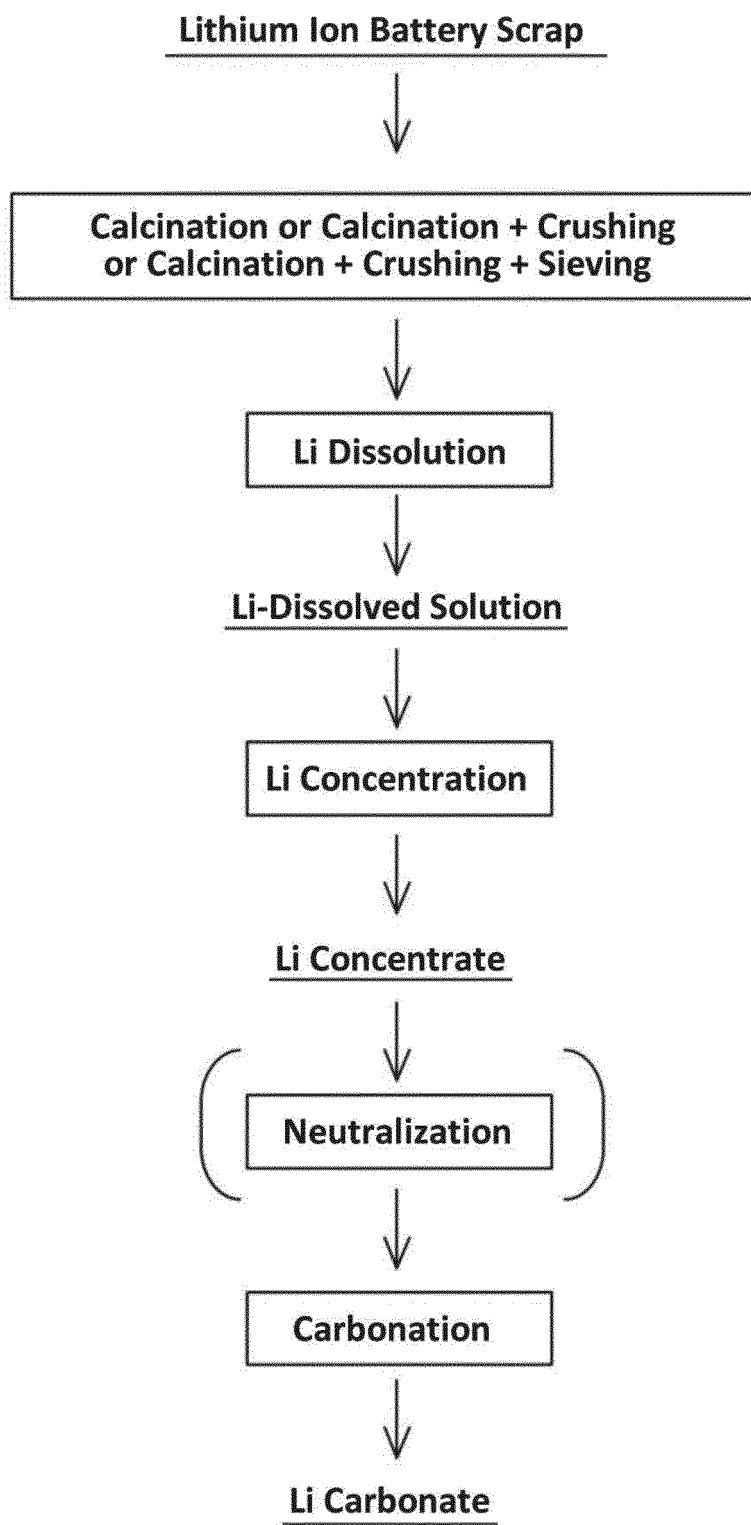 Lithium Ion Battery Scrap
Calcination or Calcination + Crushing
or Calcination + Crushing + Sieving
Li Dissolution
Li-Dissolved Solution
Li Concentration
Li Concentrate
Neutralization
Carbonation
Li Carbonate